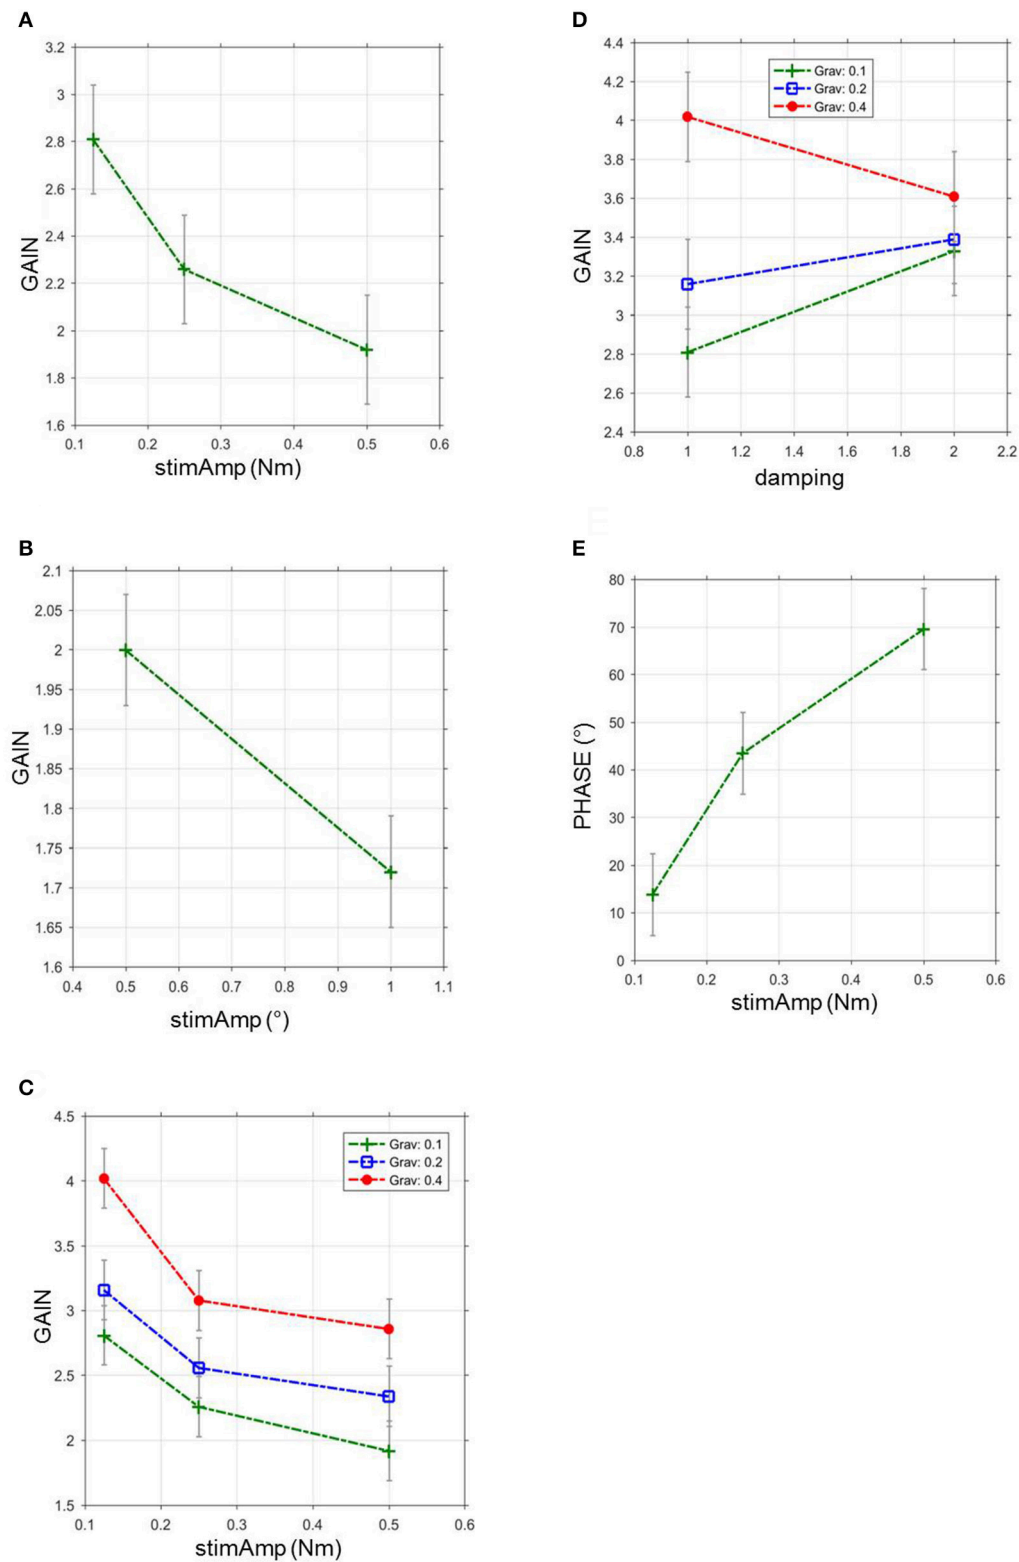 A
3.2
3
2.8
2.6
2.4
2.2
2
1.8
1.6
GAIN
0.1 0.2 0.3 0.4 0.5 0.6
stimAmp (Nm)
D
4.4
4.2
4
3.8
3.6
3.4
3.2
3
2.8
2.6
2.4
GAIN
Grav: 0.1
Grav: 0.2
Grav: 0.4
0.8 1 1.2 1.4 1.6 1.8 2 2.2
damping
B
2.1
2.05
2
1.95
1.9
1.85
1.8
1.75
1.7
1.65
1.6
GAIN
0.4 0.5 0.6 0.7 0.8 0.9 1 1.1
stimAmp (°)
E
E
80
70
60
50
40
30
20
10
0
PHASE (°)
0.1 0.2 0.3 0.4 0.5 0.6
stimAmp (Nm)
C
4.5
4
3.5
3
2.5
2
1.5
GAIN
Grav: 0.1
Grav: 0.2
Grav: 0.4
0.1 0.2 0.3 0.4 0.5 0.6
stimAmp (Nm)